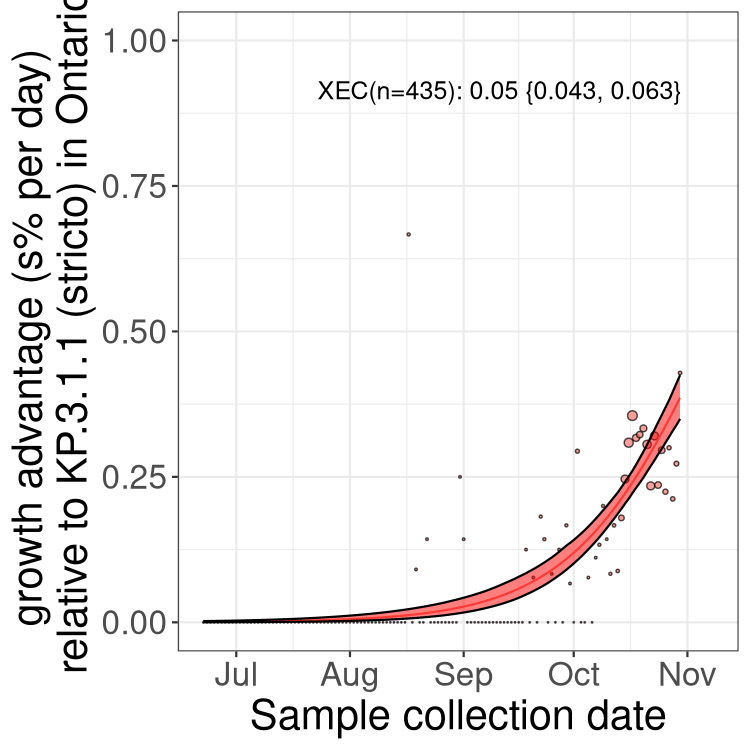 growth advantage (s% per day)
relative to KP.3.1.1 (stricto) in Ontario
1.00
0.75
0.50
0.25
0.00
XEC(n=435): 0.05 {0.043, 0.063}
Jul Aug Sep Oct Nov
Sample collection date